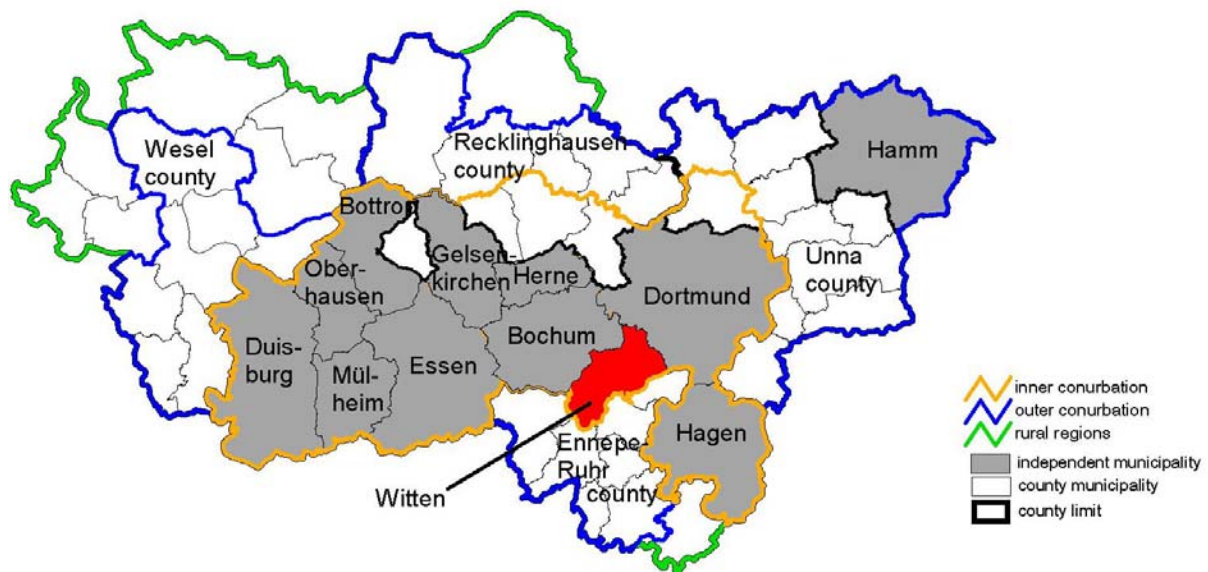 Wesel
county
Recklinghausen
county
Hamm
Bottrop
Gelsen-
kirchen
Herne
Ober-
hausen
Unna
county
Dortmund
Bochum
Duis-
burg
Essen
Mül-
heim
Hagen
Ennepe-
Ruhr
county
Witten
inner conurbation
outer conurbation
rural regions
independent municipality
county municipality
county limit